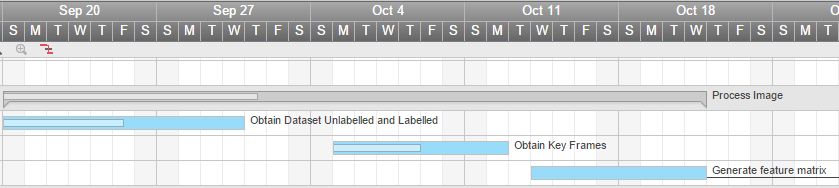 Sep 20 Sep 27 Oct 4 Oct 11 Oct 18
S M T W T F S S M T W T F S S M T W T F S S M T W T F S S M T W T F S S M T
Process Image
Obtain Dataset Unlabelled and Labelled
Obtain Key Frames
Generate feature matrix